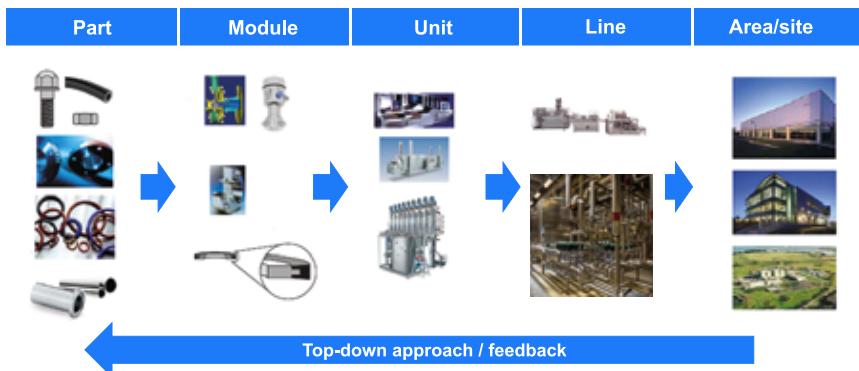 Part
Module
Unit
Line
Area/site
Top-down approach / feedback